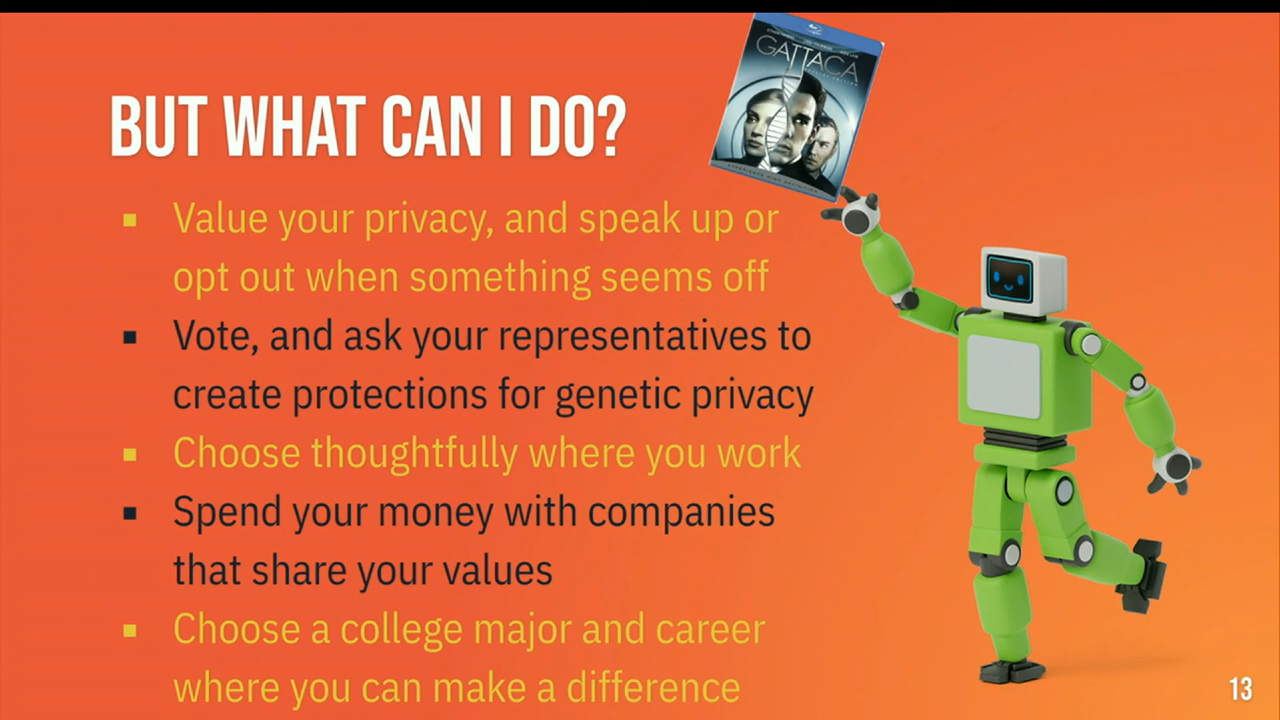 GATTACA
BUT WHAT CAN I DO?
▪ Value your privacy, and speak up or
opt out when something seems off
▪ Vote, and ask your representatives to
create protections for genetic privacy
▪ Choose thoughtfully where you work
▪ Spend your money with companies
that share your values
▪ Choose a college major and career
where you can make a difference
13